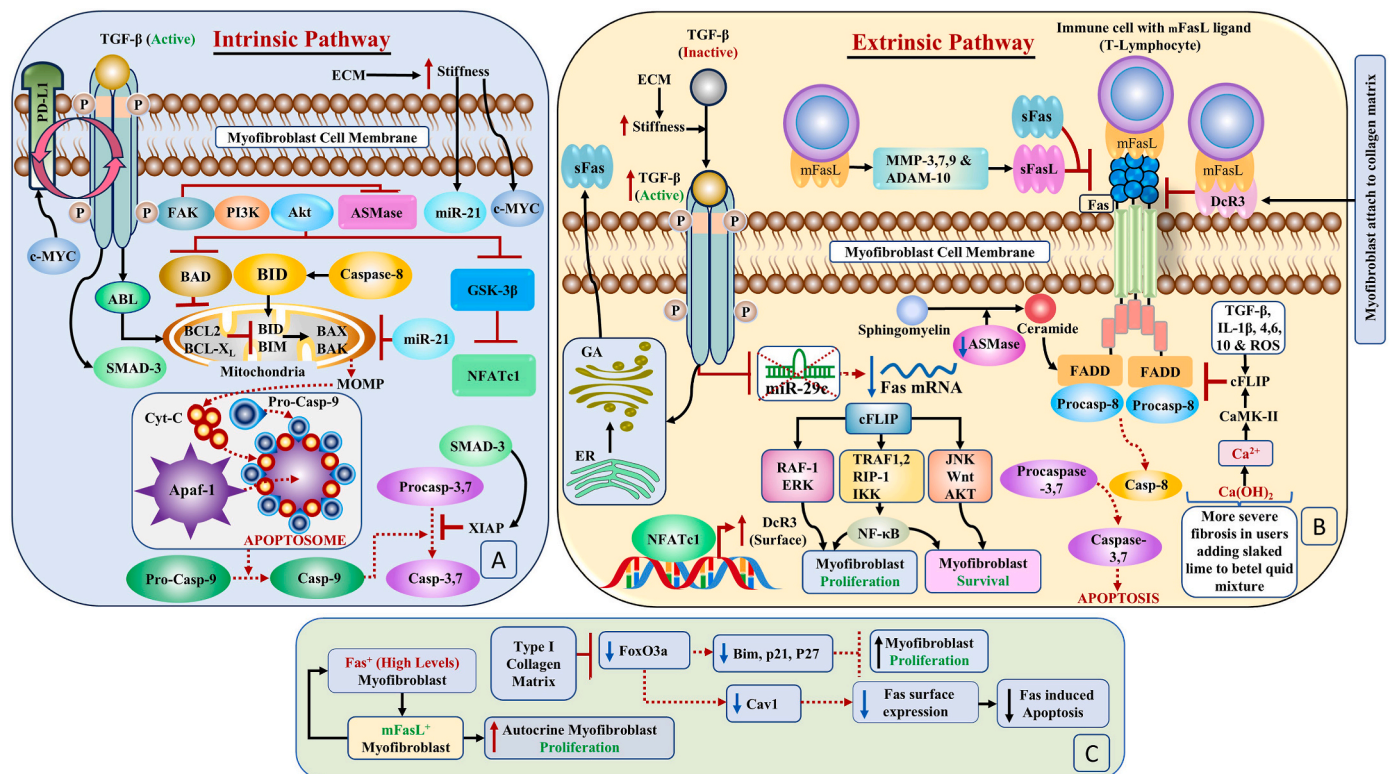 TGF-β (Active)
Intrinsic Pathway
ECM
Stiffness
PD-L1
P
P
Myofibroblast Cell Membrane
P
P
FAK
PI3K
Akt
ASMase
miR-21
c-MYC
c-MYC
BAD
BID
Caspase-8
GSK-3β
ABL
BCL2
BCL-XL
BID
BIM
BAX
BAK
miR-21
Mitochondria
NFATc1
SMAD-3
MOMP
Cyt-C
Pro-Casp-9
Apaf-1
SMAD-3
Procasp-3,7
XIAP
APOPTOSOME
Pro-Casp-9
Casp-9
Casp-3,7
A
TGF-β
(Inactive)
Extrinsic Pathway
Immune cell with mFasL ligand
(T-Lymphocyte)
ECM
Stiffness
sFas
TGF-β
(Active)
mFasL
MMP-3,7,9 &
ADAM-10
sFas
sFasL
mFasL
mFasL
Fas
DcR3
Myofibroblast attach to collagen matrix
P
P
Myofibroblast Cell Membrane
P
P
Sphingomyelin
Ceramide
ASMase
TGF-β,
IL-1β, 4,6,
10 & ROS
GA
ER
miR-29c
Fas mRNA
FADD
FADD
Procasp-8
Procasp-8
cFLIP
CaMK-II
Ca2+
Ca(OH)2
cFLIP
RAF-1
ERK
TRAF1,2
RIP-1
IKK
JNK
Wnt
AKT
Procaspase
-3,7
Casp-8
NFATc1
DcR3
(Surface)
NF-κB
Myofibroblast
Proliferation
Myofibroblast
Survival
Caspase-
3,7
APOPTOSIS
More severe
fibrosis in users
adding slaked
lime to betel quid
mixture
B
Fas+ (High Levels)
Myofibroblast
mFasL+
Myofibroblast
Autocrine Myofibroblast
Proliferation
Type I
Collagen
Matrix
FoxO3a
Bim, p21, P27
Myofibroblast
Proliferation
Cav1
Fas surface
expression
Fas induced
Apoptosis
C